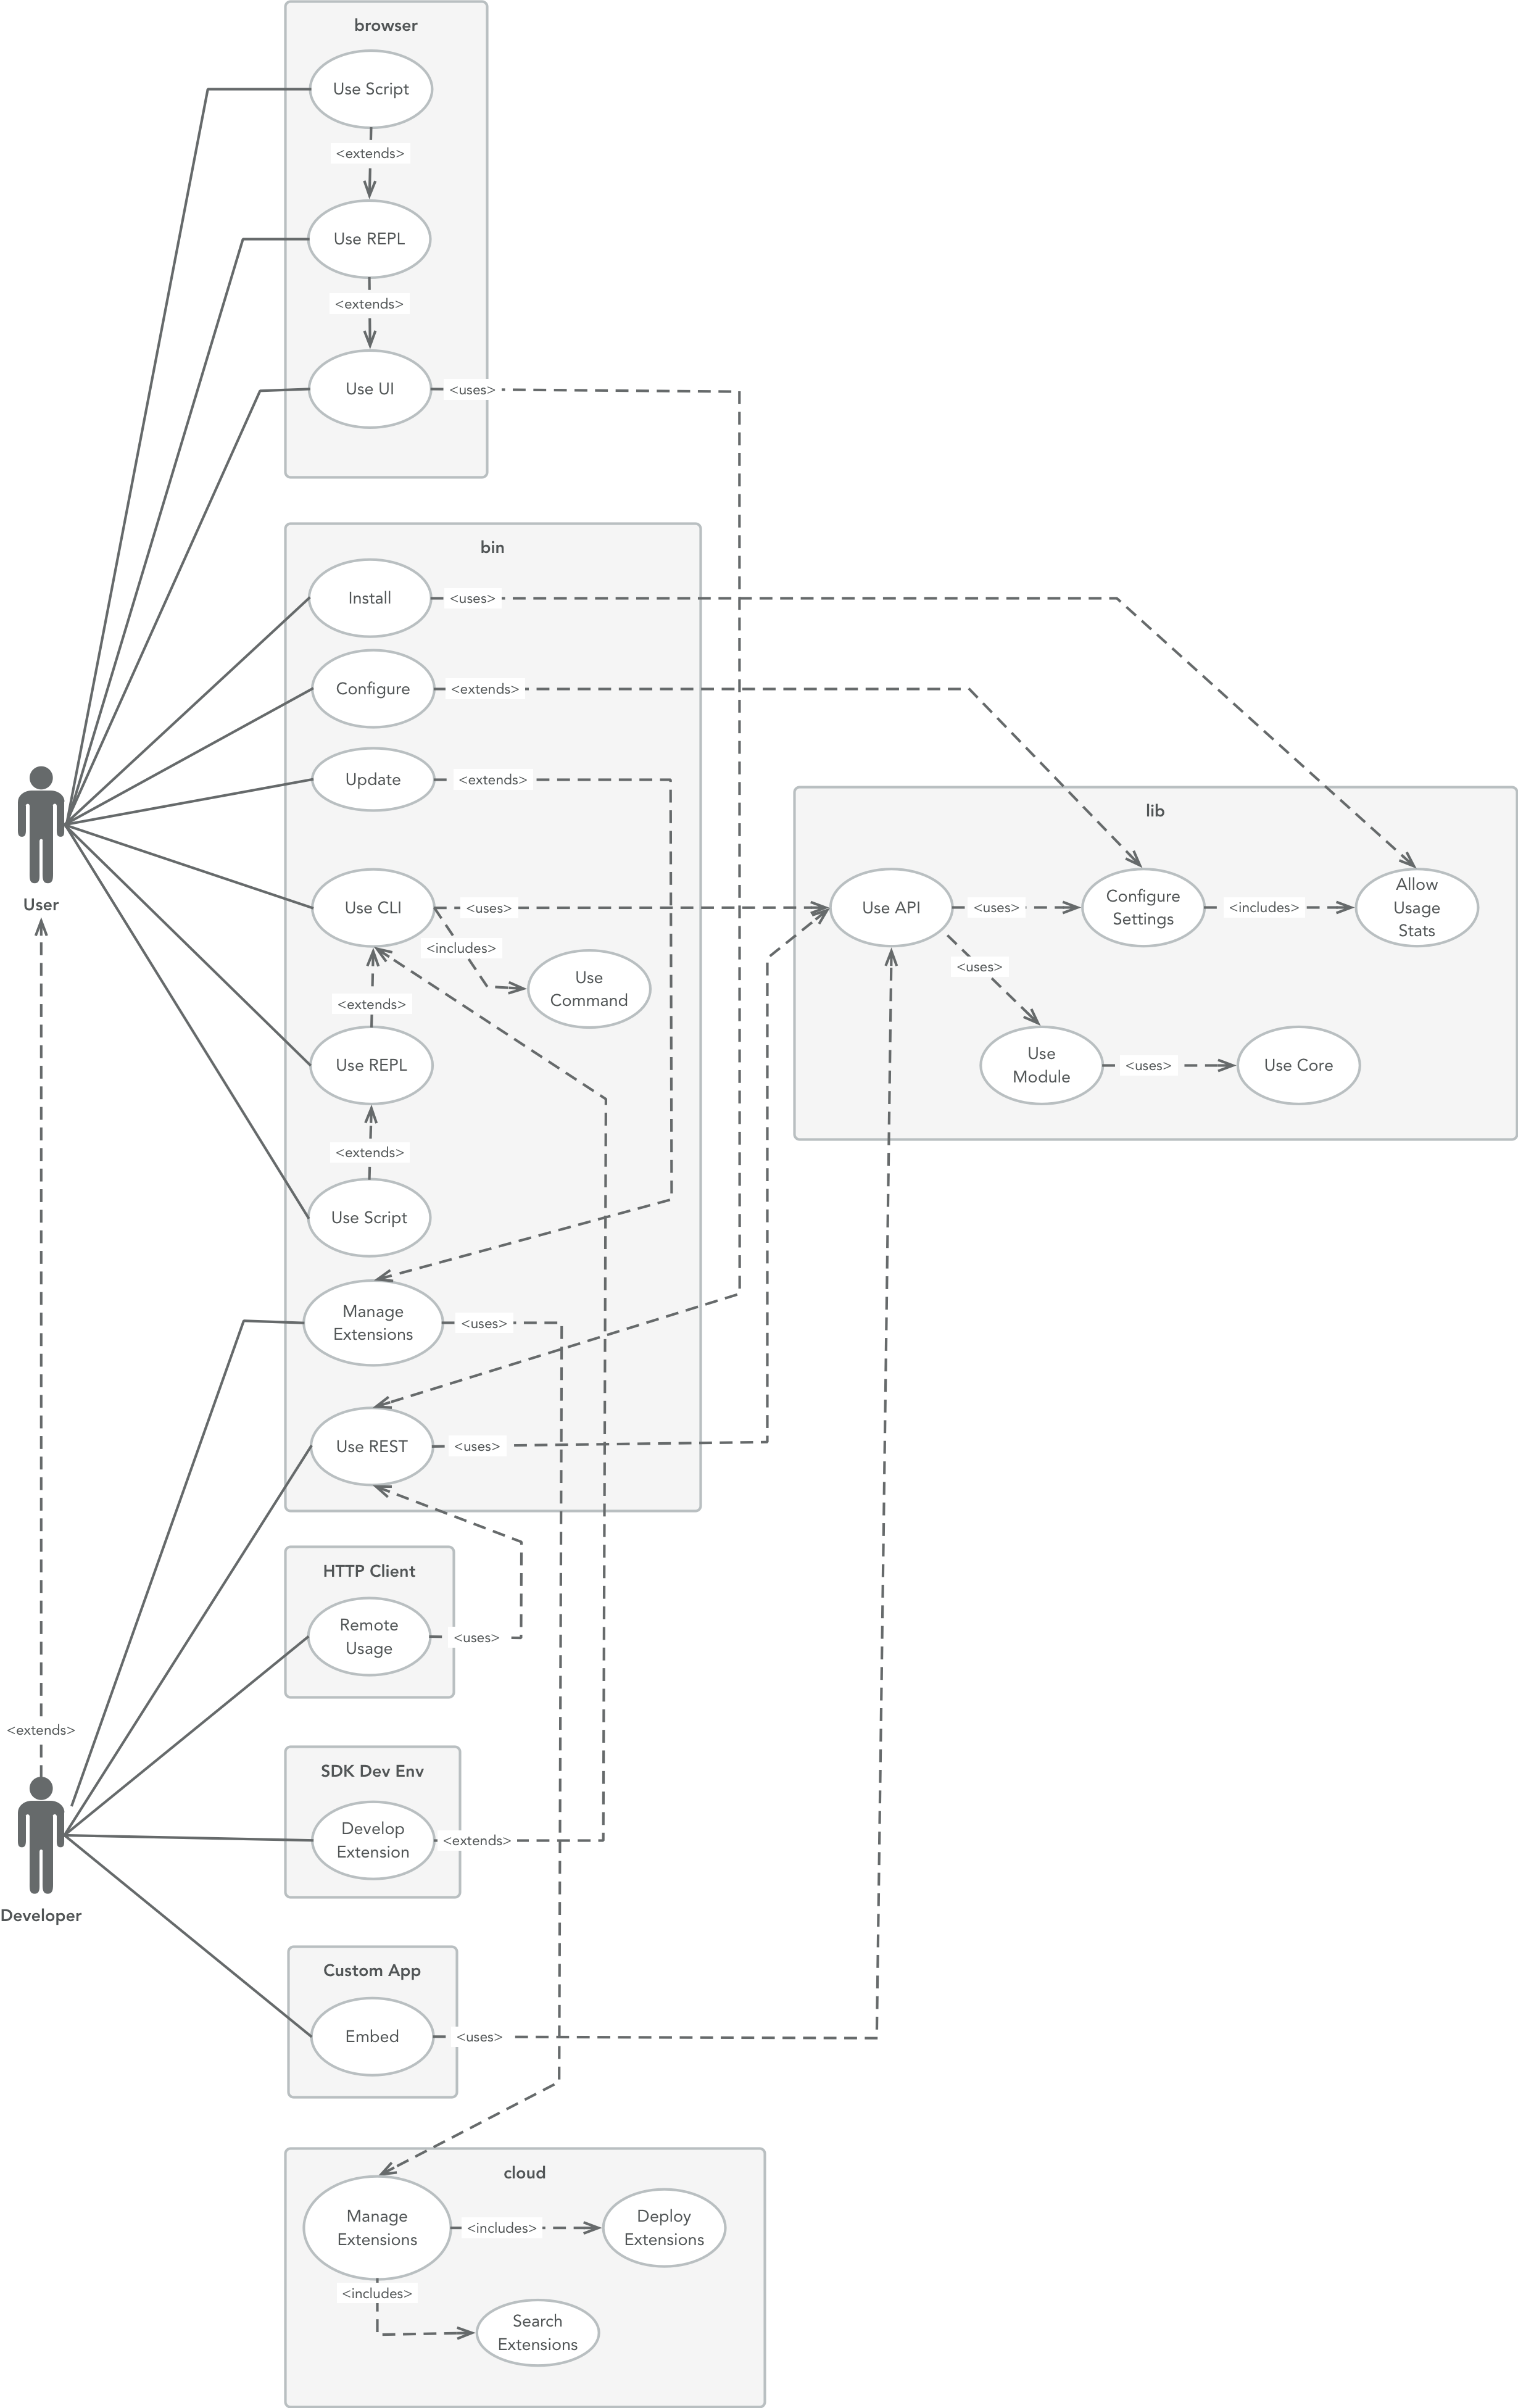 browser
Use Script
<extends>
Use REPL
<extends>
Use UI
<uses>
bin
Install
<uses>
Configure
<extends>
Update
<extends>
Use CLI
<uses>
<includes>
Use
Command
<extends>
Use REPL
<extends>
Use Script
Manage
Extensions
<uses>
Use REST
<uses>
lib
Use API
<uses>
Configure
Settings
<includes>
Allow
Usage
Stats
<uses>
Use
Module
<uses>
Use Core
User
HTTP Client
Remote
Usage
<uses>
<extends>
SDK Dev Env
Develop
Extension
<extends>
Developer
Custom App
Embed
<uses>
cloud
Manage
Extensions
<includes>
Deploy
Extensions
<includes>
Search
Extensions